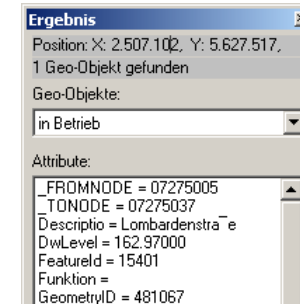 Ergebnis
Position: X: 2.507.102, Y: 5.627.517,
1 Geo-Objekt gefunden
Geo-Objekte:
in Betrieb
Attribute:
_FROMNODE = 07275005
_TONODE = 07275037
Descriptio = Lombardenstra¯e
DwLevel = 162.97000
FeatureId = 15401
Funktion =
GeometryID = 481067